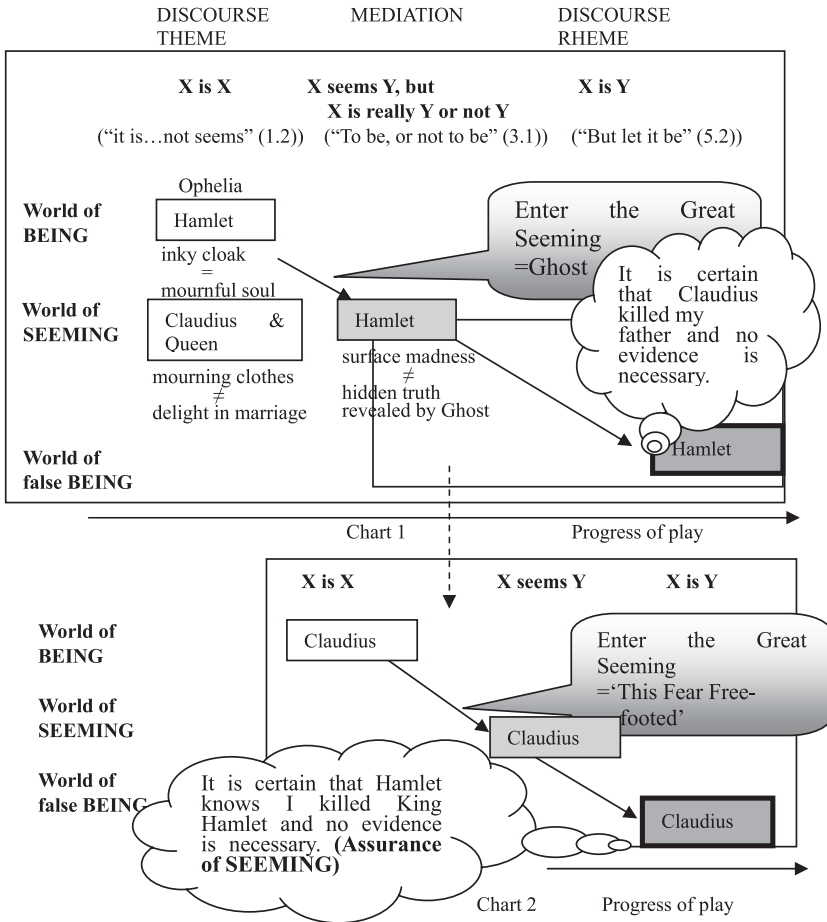 DISCOURSE THEME
MEDIATION
DISCOURSE RHEME
X is X
X seems Y, but
X is really Y or not Y
X is Y
(“it is…not seems” (1.2))
(“To be, or not to be” (3.1))
(“But let it be” (5.2))
World of
BEING
Ophelia
Hamlet
inky cloak
=
mournful soul
Enter the Great
Seeming
=Ghost
It is certain
that Claudius
killed my
father and no
evidence is
necessary.
World of
SEEMING
Claudius &
Queen
mourning clothes
≠
delight in marriage
Hamlet
surface madness
≠
hidden truth
revealed by Ghost
World of
false BEING
Hamlet
Chart 1
Progress of play
X is X
X seems Y
X is Y
World of
BEING
Claudius
Enter the Great
Seeming
=‘This Fear Free-
footed’
World of
SEEMING
Claudius
World of
false BEING
It is certain that Hamlet
knows I killed King
Hamlet and no evidence
is necessary. (Assurance
of SEEMING)
Claudius
Chart 2
Progress of play